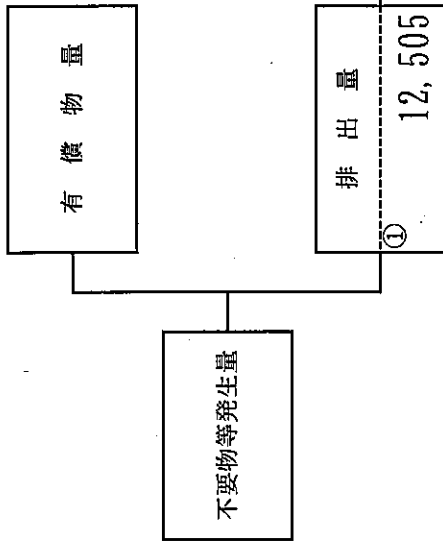 有償物量
不要物等発生量
排出量
①
12,505